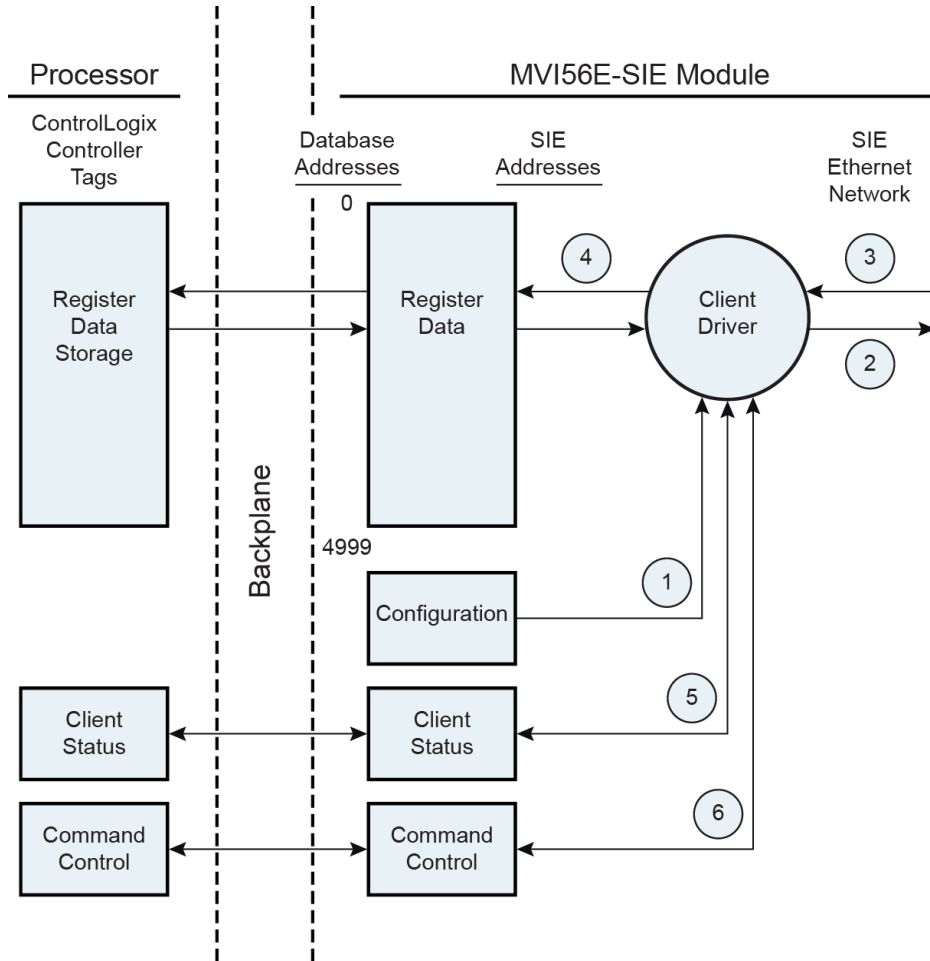 Processor
MVI56E-SIE Module
ControlLogix
Controller
Tags
Database
Addresses
SIE
Addresses
SIE
Ethernet
Network
0
4
3
Register
Data
Storage
Register
Data
Client
Driver
2
Backplane
4999
1
Configuration
5
Client
Status
Client
Status
6
Command
Control
Command
Control